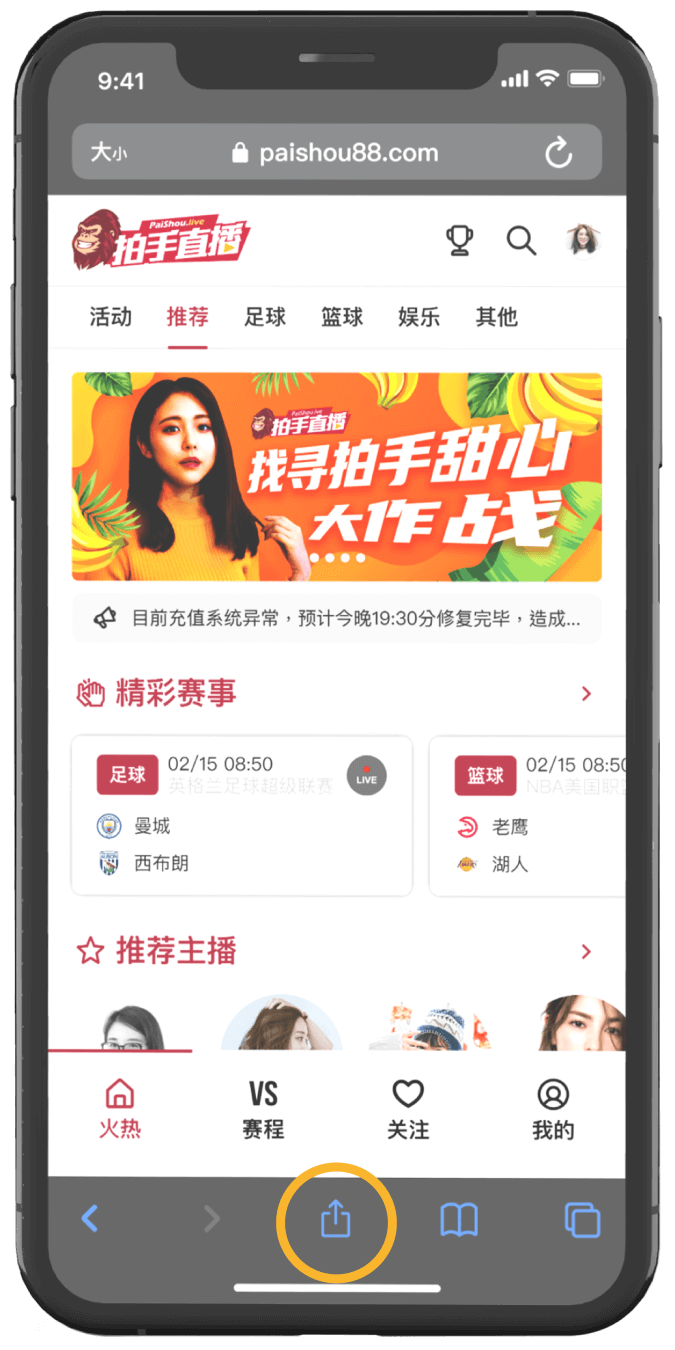 9:41
大小 paishou88.com
PaiShou.live
拍手直播
活动 推荐 足球 篮球 娱乐 其他
PaiShou.live
拍手直播
找寻拍手甜心
大作战
目前充值系统异常，预计今晚19:30分修复完毕，造成...
精彩赛事
足球 02/15 08:50 LIVE
英格兰足球超级联赛
曼城
西布朗
篮球 02/15 08:50
NBA美国职
老鹰
湖人
推荐主播
火热 VS 赛程 关注 我的